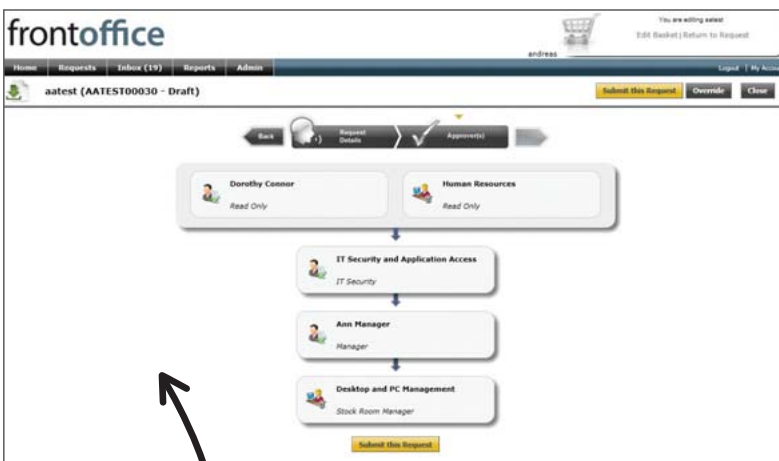 frontoffice
andreas
You are editing aatest
Edit Basket | Return to Request
Home Requests Inbox (19) Reports Admin
Logout | My Accou
aatest (AATEST00030 - Draft)
Submit this Request Override Close
Back Request Details Approver(s)
Dorothy Connor
Read Only
Human Resources
Read Only
IT Security and Application Access
IT Security
Ann Manager
Manager
Desktop and PC Management
Stock Room Manager
Submit this Request